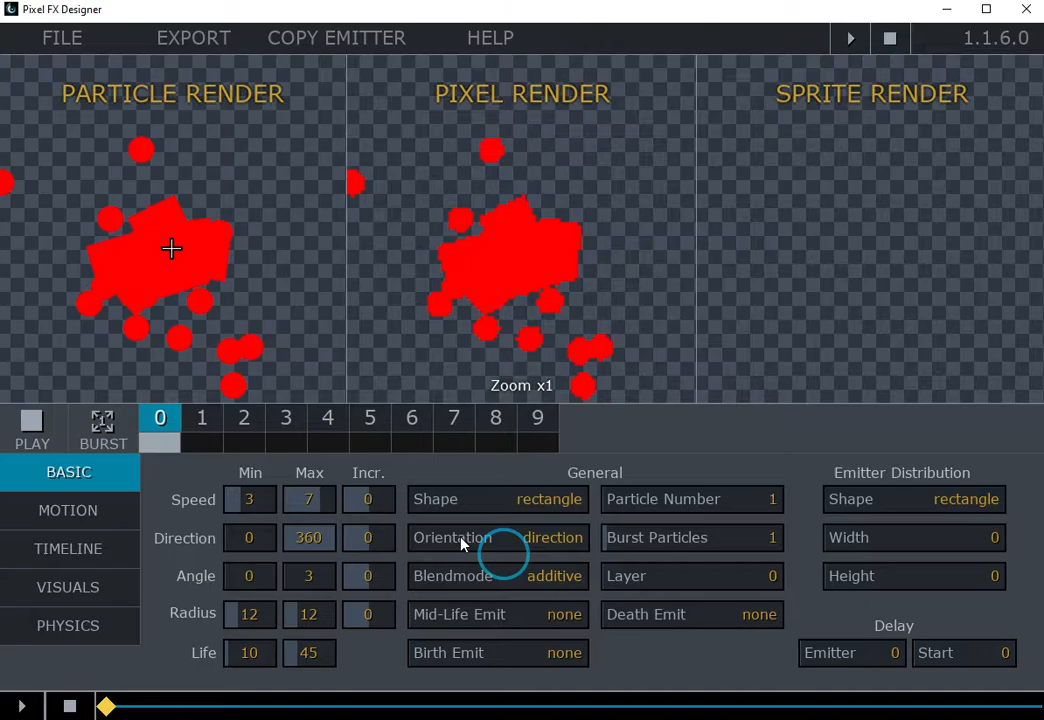 Pixel FX Designer
FILE EXPORT COPY EMITTER HELP 1.1.6.0
PARTICLE RENDER PIXEL RENDER SPRITE RENDER
Zoom x1
PLAY BURST 0 1 2 3 4 5 6 7 8 9
BASIC
MOTION
TIMELINE
VISUALS
PHYSICS
Min Max Incr.
Speed 3 7 0
Direction 0 360 0
Angle 0 3 0
Radius 12 12 0
Life 10 45
General
Shape rectangle Particle Number 1
Orientation direction Burst Particles 1
Blendmode additive Layer 0
Mid-Life Emit none Death Emit none
Birth Emit none
Emitter Distribution
Shape rectangle
Width 0
Height 0
Delay
Emitter 0 Start 0